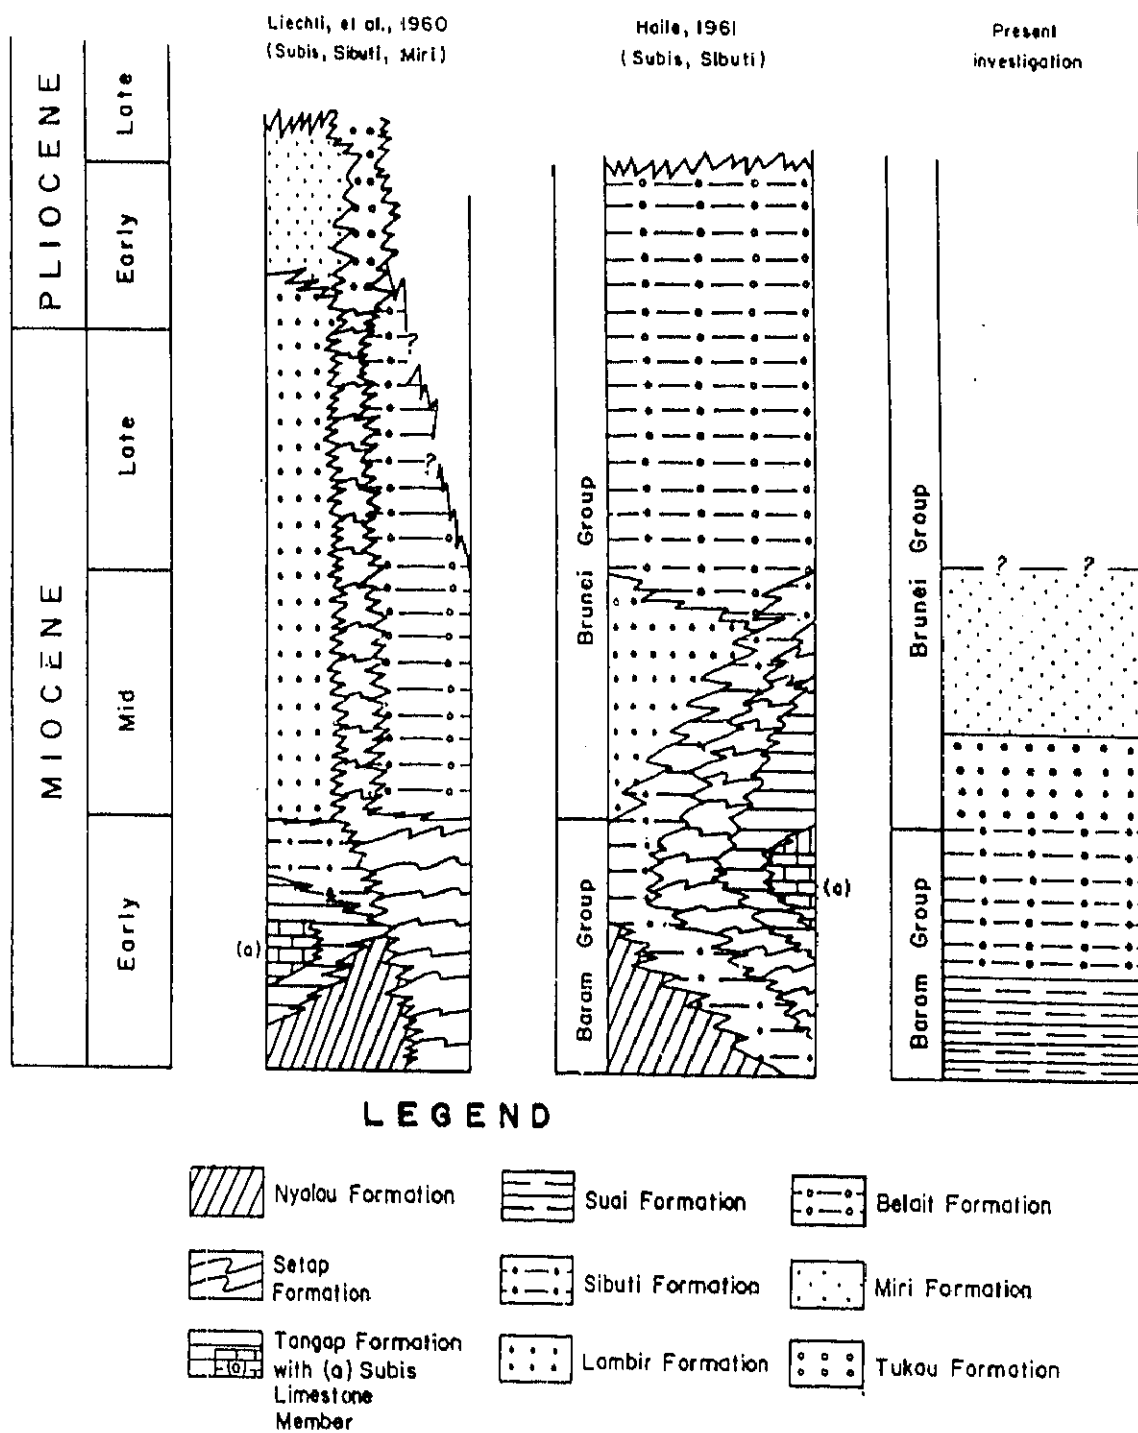 Liechti, et al., 1960
(Subis, Sibuti, Miri)
Haile, 1961
(Subis, Sibuti)
Present
investigation
PLIOCENE
Late
Early
MIOCENE
Late
Mid
Early
?
?
(a)
Brunei Group
Baram Group
(a)
Brunei Group
Baram Group
? ?
LEGEND
Nyalau Formation
Suai Formation
Belait Formation
Setap
Formation
Sibuti Formation
Miri Formation
Tangap Formation
with (a) Subis
Limestone
Member
(a)
Lambir Formation
Tukau Formation